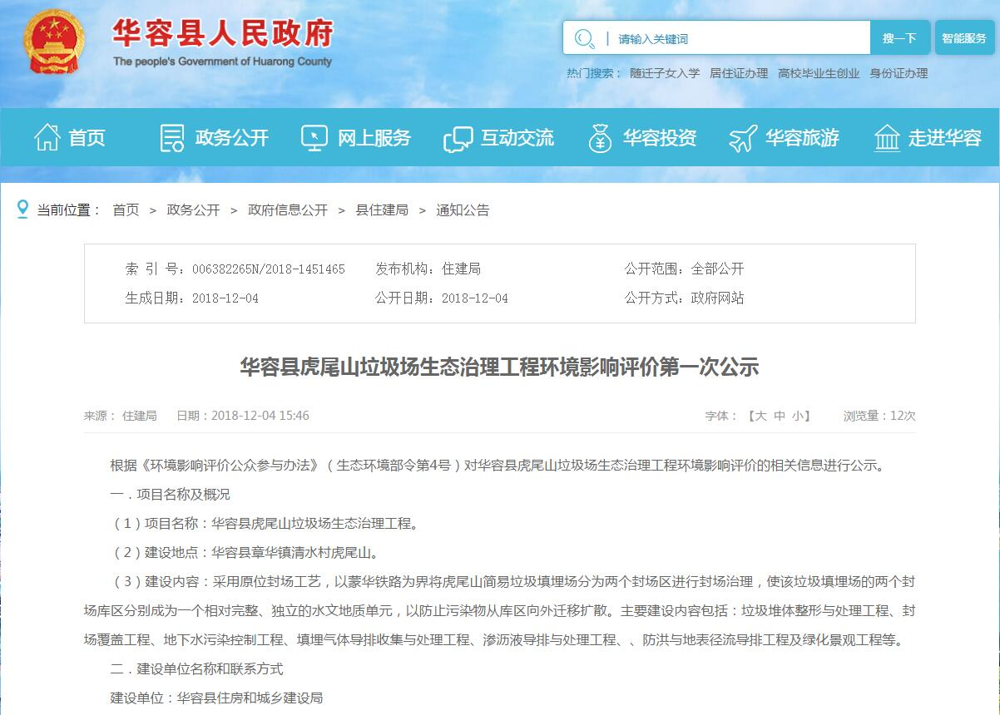 华容县人民政府
The people's Government of Huarong County
请输入关键词
搜一下
智能服务
热门搜索： 随迁子女入学 居住证办理 高校毕业生创业 身份证办理
首页 政务公开 网上服务 互动交流 华容投资 华容旅游 走进华容
当前位置： 首页 > 政务公开 > 政府信息公开 > 县住建局 > 通知公告
索 引 号：006382265N/2018-1451465 发布机构：住建局 公开范围：全部公开
生成日期：2018-12-04 公开日期：2018-12-04 公开方式：政府网站
华容县虎尾山垃圾场生态治理工程环境影响评价第一次公示
来源： 住建局 日期：2018-12-04 15:46 字体：【大 中 小】 浏览量：12次
根据《环境影响评价公众参与办法》（生态环境部令第4号）对华容县虎尾山垃圾场生态治理工程环境影响评价的相关信息进行公示。
一．项目名称及概况
（1）项目名称：华容县虎尾山垃圾场生态治理工程。
（2）建设地点：华容县章华镇清水村虎尾山。
（3）建设内容：采用原位封场工艺，以蒙华铁路为界将虎尾山简易垃圾填埋场分为两个封场区进行封场治理，使该垃圾填埋场的两个封
场库区分别成为一个相对完整、独立的水文地质单元，以防止污染物从库区向外迁移扩散。主要建设内容包括：垃圾堆体整形与处理工程、封
场覆盖工程、地下水污染控制工程、填埋气体导排收集与处理工程、渗沥液导排与处理工程、、防洪与地表径流导排工程及绿化景观工程等。
二．建设单位名称和联系方式
建设单位：华容县住房和城乡建设局